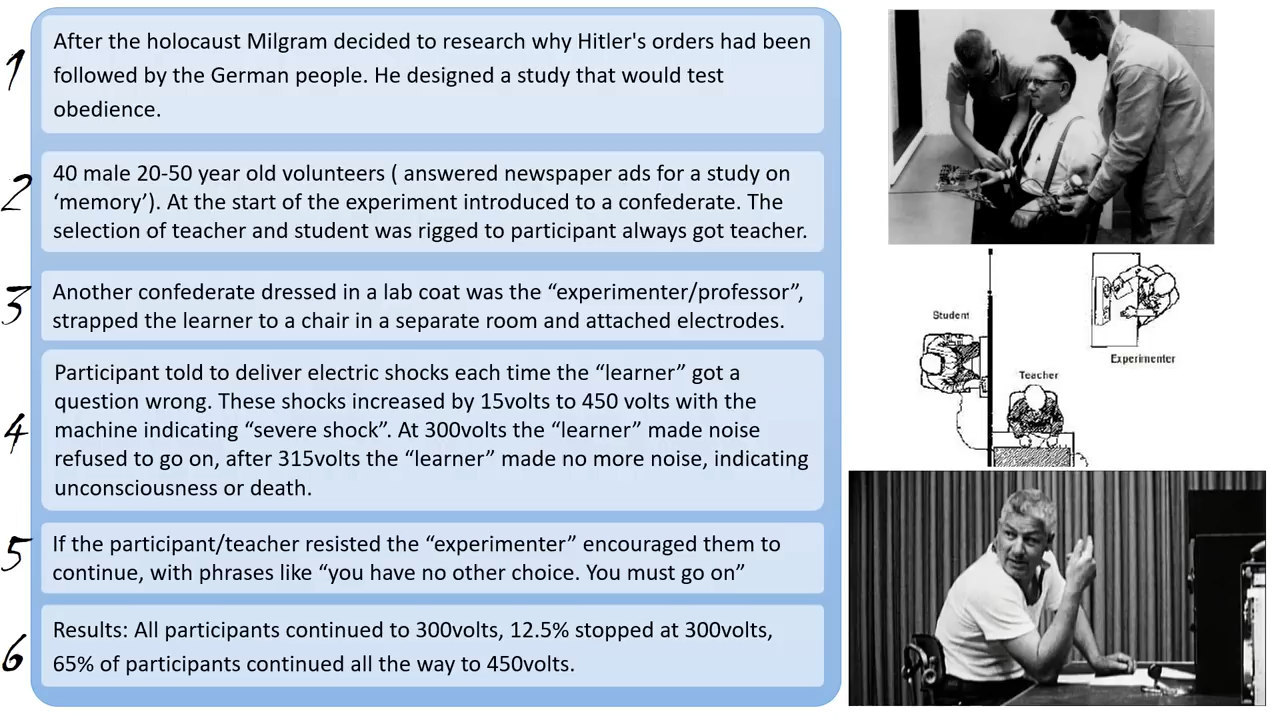 1
After the holocaust Milgram decided to research why Hitler's orders had been
followed by the German people. He designed a study that would test
obedience.
2
40 male 20-50 year old volunteers ( answered newspaper ads for a study on
‘memory’). At the start of the experiment introduced to a confederate. The
selection of teacher and student was rigged to participant always got teacher.
3
Another confederate dressed in a lab coat was the “experimenter/professor”,
strapped the learner to a chair in a separate room and attached electrodes.
4
Participant told to deliver electric shocks each time the “learner” got a
question wrong. These shocks increased by 15volts to 450 volts with the
machine indicating “severe shock”. At 300volts the “learner” made noise
refused to go on, after 315volts the “learner” made no more noise, indicating
unconsciousness or death.
5
If the participant/teacher resisted the “experimenter” encouraged them to
continue, with phrases like “you have no other choice. You must go on”
6
Results: All participants continued to 300volts, 12.5% stopped at 300volts,
65% of participants continued all the way to 450volts.
Student
Experimenter
Teacher